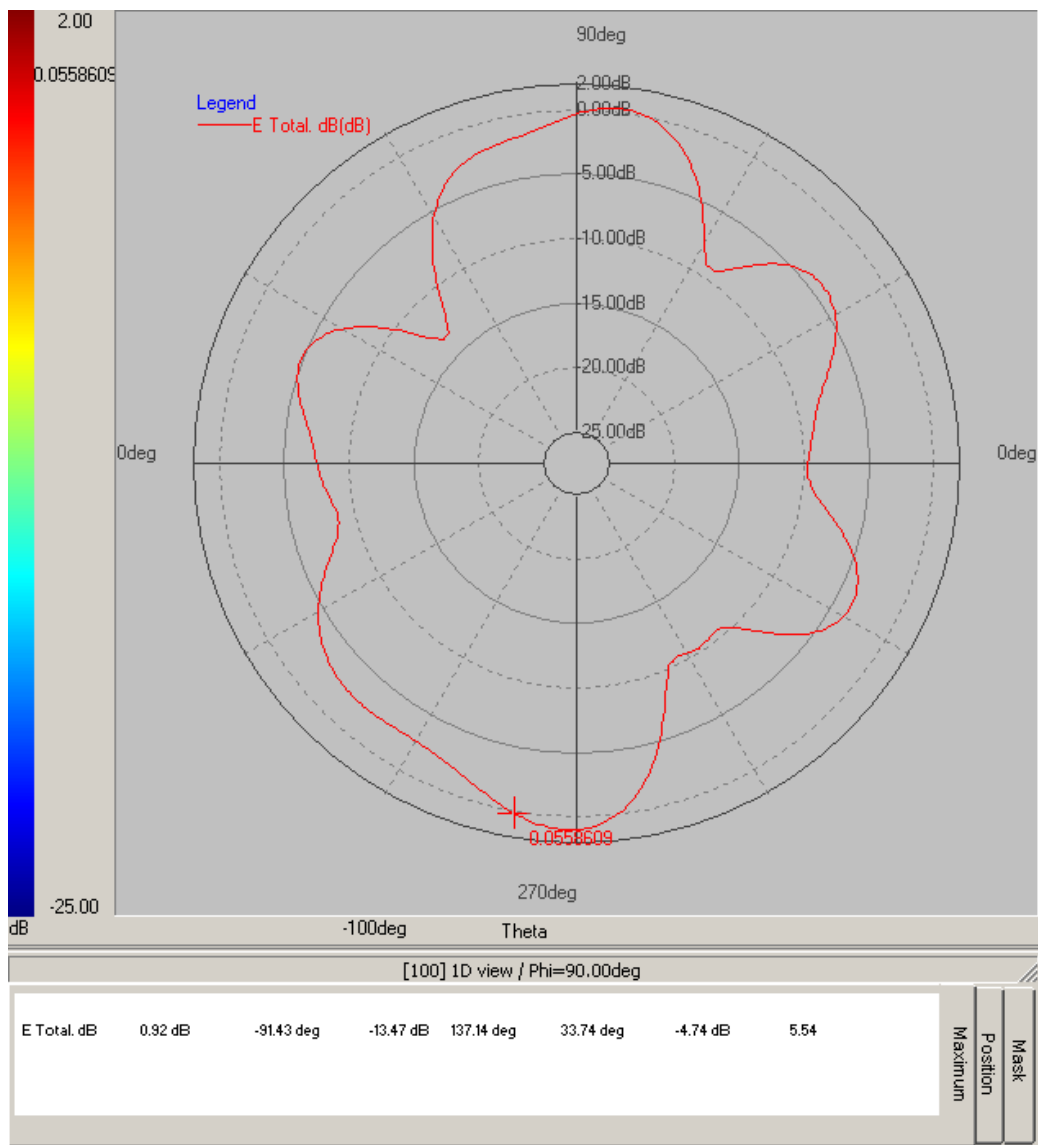 2.00
0.0558609
90deg
2.00dB
0.00dB
Legend
E Total. dB(dB)
-5.00dB
-10.00dB
-15.00dB
-20.00dB
-25.00dB
0deg
0deg
0.0558609
270deg
-25.00
dB
-100deg
Theta
[100] 1D view / Phi=90.00deg
E Total. dB 0.92 dB -91.43 deg -13.47 dB 137.14 deg 33.74 deg -4.74 dB 5.54
Maximum
Position
Mask